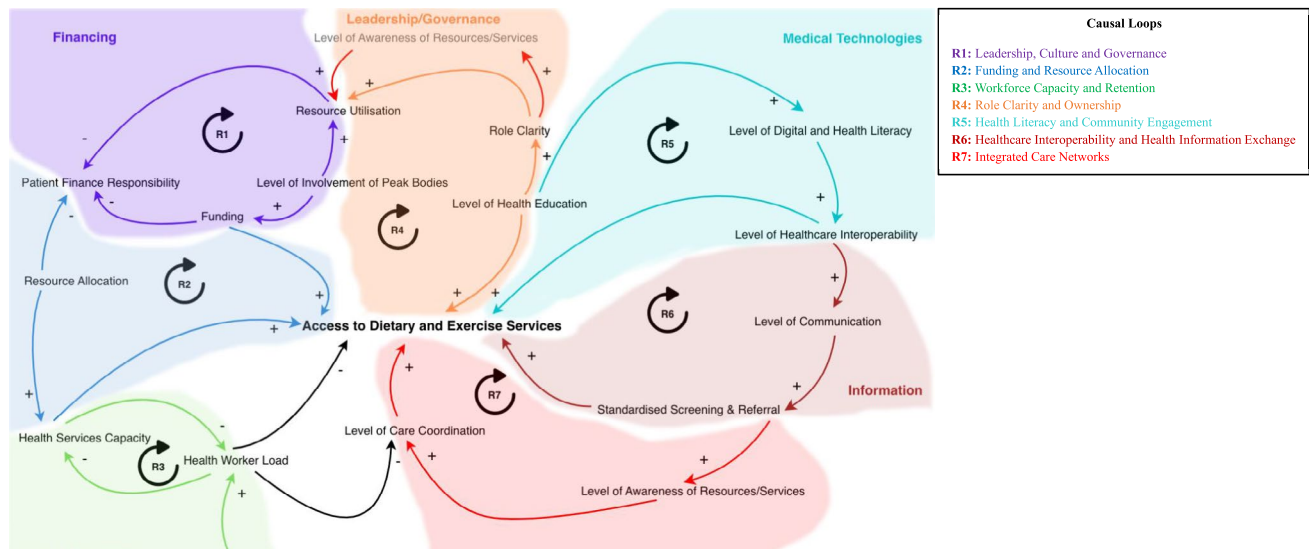 Financing
Leadership/Governance
Level of Awareness of Resources/Services
Medical Technologies
+
+
+
+
R1
Resource Utilisation
Role Clarity
R5
Level of Digital and Health Literacy
-
+
+
Patient Finance Responsibility
Level of Involvement of Peak Bodies
-
-
+
Funding
Level of Health Education
+
R4
Level of Healthcare Interoperability
Resource Allocation
R2
+
+
+
+
R6
+
Access to Dietary and Exercise Services
Level of Communication
-
+
+
+
+
R7
Information
Standardised Screening & Referral
Health Services Capacity
-
Level of Care Coordination
-
R3
Health Worker Load
-
+
+
+
Level of Awareness of Resources/Services
Causal Loops
R1: Leadership, Culture and Governance
R2: Funding and Resource Allocation
R3: Workforce Capacity and Retention
R4: Role Clarity and Ownership
R5: Health Literacy and Community Engagement
R6: Healthcare Interoperability and Health Information Exchange
R7: Integrated Care Networks